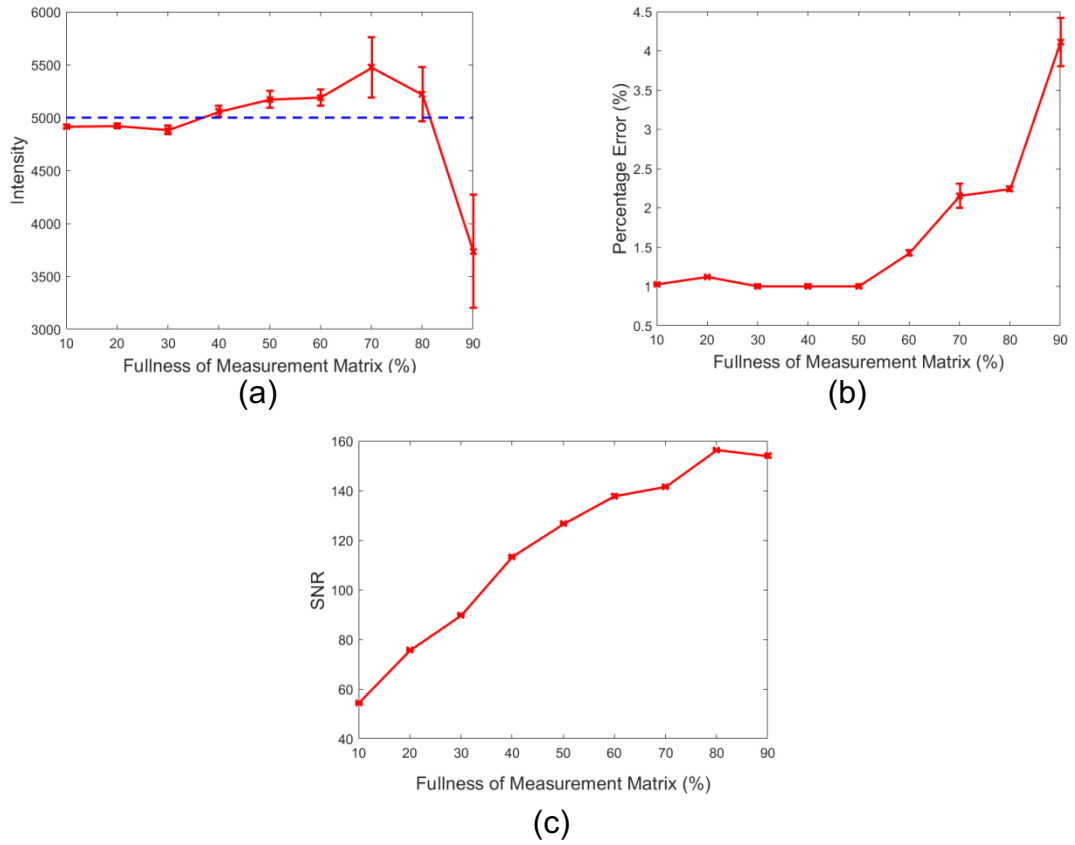 6000
5500
5000
4500
4000
3500
3000
Intensity
10 20 30 40 50 60 70 80 90
Fullness of Measurement Matrix (%)
(a)
4.5
4
3.5
3
2.5
2
1.5
1
0.5
Percentage Error (%)
10 20 30 40 50 60 70 80 90
Fullness of Measurement Matrix (%)
(b)
160
140
120
100
80
60
40
SNR
10 20 30 40 50 60 70 80 90
Fullness of Measurement Matrix (%)
(c)